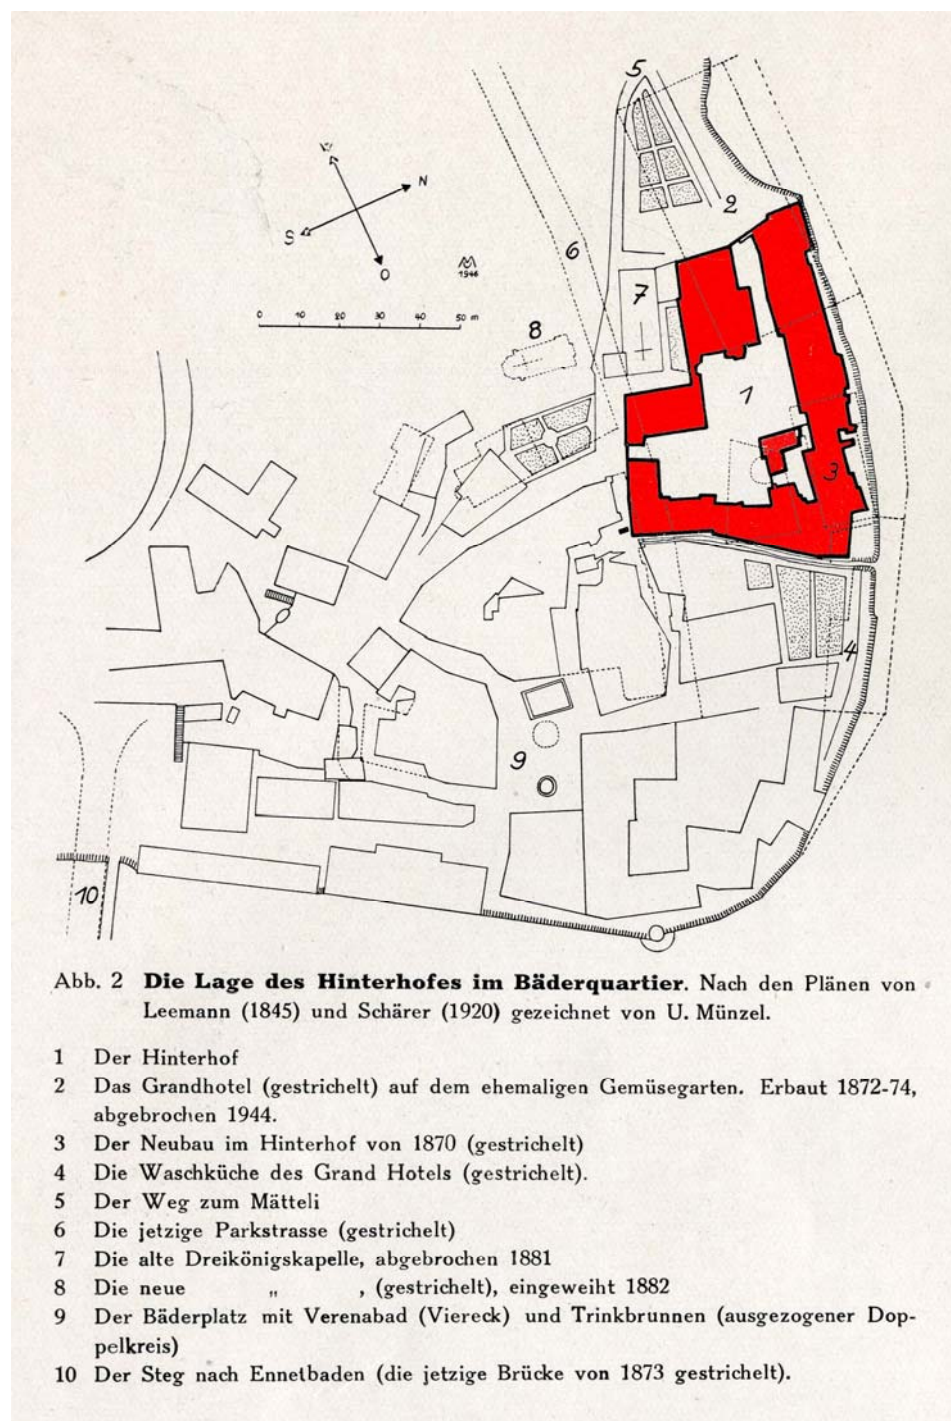 5
2
W
N
S
O
6
M
1946
7
0 10 20 30 40 50 m
8
1
3
4
9
10
Abb. 2 Die Lage des Hinterhofes im Bäderquartier. Nach den Plänen von
Leemann (1845) und Schärer (1920) gezeichnet von U. Münzel.
1 Der Hinterhof
2 Das Grandhotel (gestrichelt) auf dem ehemaligen Gemüsegarten. Erbaut 1872-74,
abgebrochen 1944.
3 Der Neubau im Hinterhof von 1870 (gestrichelt)
4 Die Waschküche des Grand Hotels (gestrichelt).
5 Der Weg zum Mätteli
6 Die jetzige Parkstrasse (gestrichelt)
7 Die alte Dreikönigskapelle, abgebrochen 1881
8 Die neue „ , (gestrichelt), eingeweiht 1882
9 Der Bäderplatz mit Verenabad (Viereck) und Trinkbrunnen (ausgezogener Dop-
pelkreis)
10 Der Steg nach Ennetbaden (die jetzige Brücke von 1873 gestrichelt).